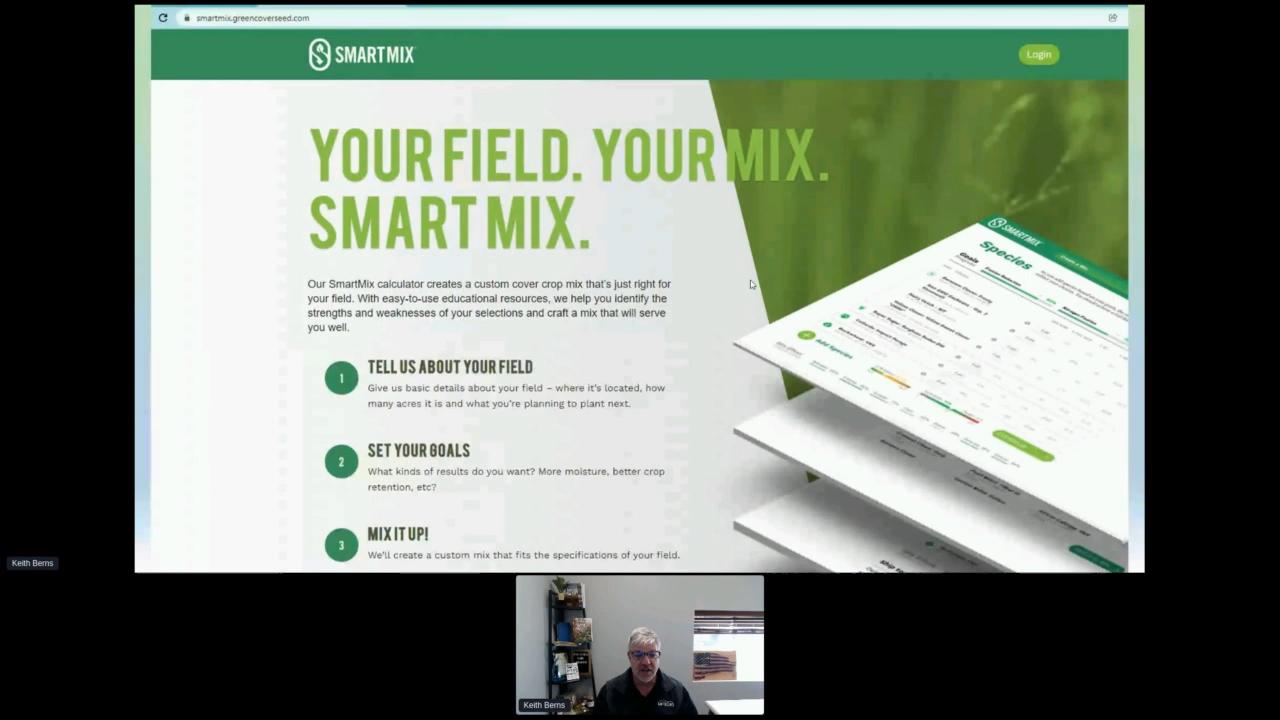 smartmix.greencoverseed.com
SMARTMIX
Login
YOUR FIELD. YOUR MIX.
SMART MIX.
Our SmartMix calculator creates a custom cover crop mix that's just right for
your field. With easy-to-use educational resources, we help you identify the
strengths and weaknesses of your selections and craft a mix that will serve
you well.
1 TELL US ABOUT YOUR FIELD
Give us basic details about your field – where it's located, how
many acres it is and what you're planning to plant next.
2 SET YOUR GOALS
What kinds of results do you want? More moisture, better crop
retention, etc?
3 MIX IT UP!
We'll create a custom mix that fits the specifications of your field.
SMARTMIX
Species
Goals
Add Species
Keith Berns
Keith Berns